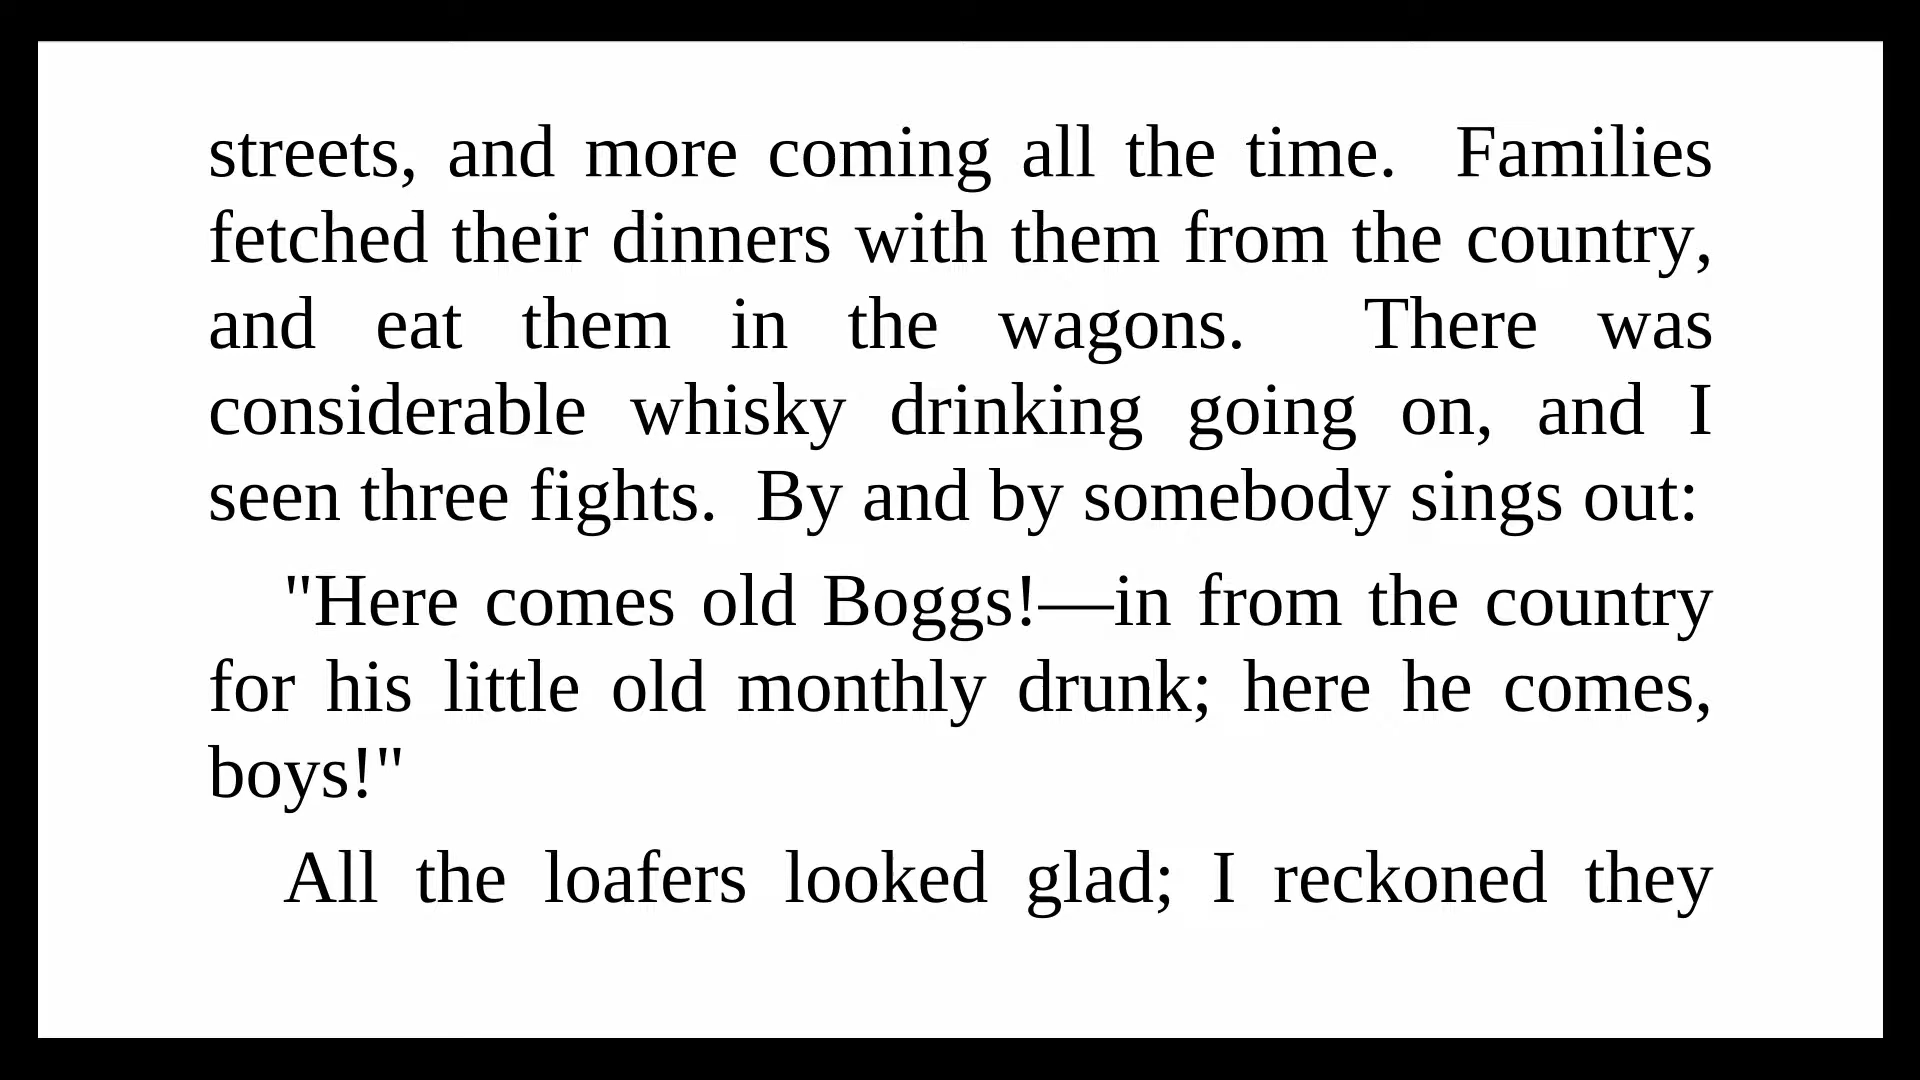 streets, and more coming all the time.  Families
fetched their dinners with them from the country,
and eat them in the wagons.  There was
considerable whisky drinking going on, and I
seen three fights.  By and by somebody sings out:
"Here comes old Boggs!—in from the country
for his little old monthly drunk; here he comes,
boys!"
All the loafers looked glad; I reckoned they